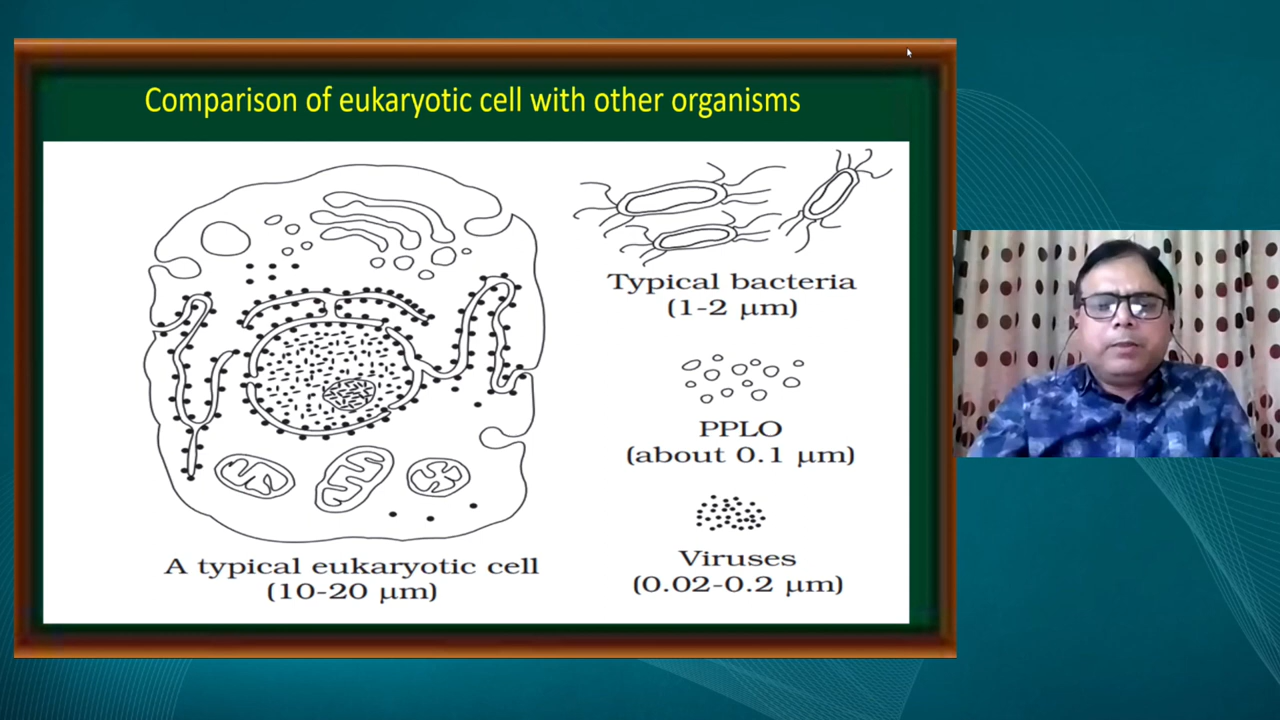 Comparison of eukaryotic cell with other organisms
Typical bacteria
(1-2 µm)
PPLO
(about 0.1 µm)
Viruses
(0.02-0.2 µm)
A typical eukaryotic cell
(10-20 µm)